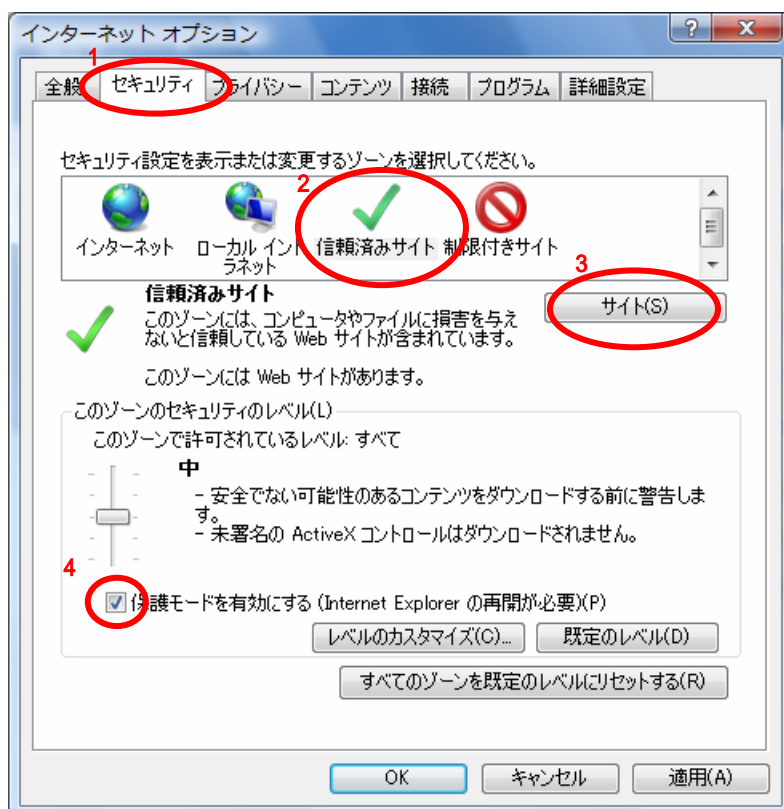 インターネット オプション
1
全般 セキュリティ プライバシー コンテンツ 接続 プログラム 詳細設定
セキュリティ設定を表示または変更するゾーンを選択してください。
2
インターネット
ローカル イント
ラネット
信頼済みサイト
制限付きサイト
3
信頼済みサイト
サイト(S)
このゾーンには、コンピュータやファイルに損害を与え
ないと信頼している Web サイトが含まれています。
このゾーンには Web サイトがあります。
このゾーンのセキュリティのレベル(L)
このゾーンで許可されているレベル: すべて
中
- 安全でない可能性のあるコンテンツをダウンロードする前に警告しま
す。
- 未署名の ActiveX コントロールはダウンロードされません。
4
保護モードを有効にする (Internet Explorer の再開が必要)(P)
レベルのカスタマイズ(C)... 既定のレベル(D)
すべてのゾーンを既定のレベルにリセットする(R)
OK キャンセル 適用(A)